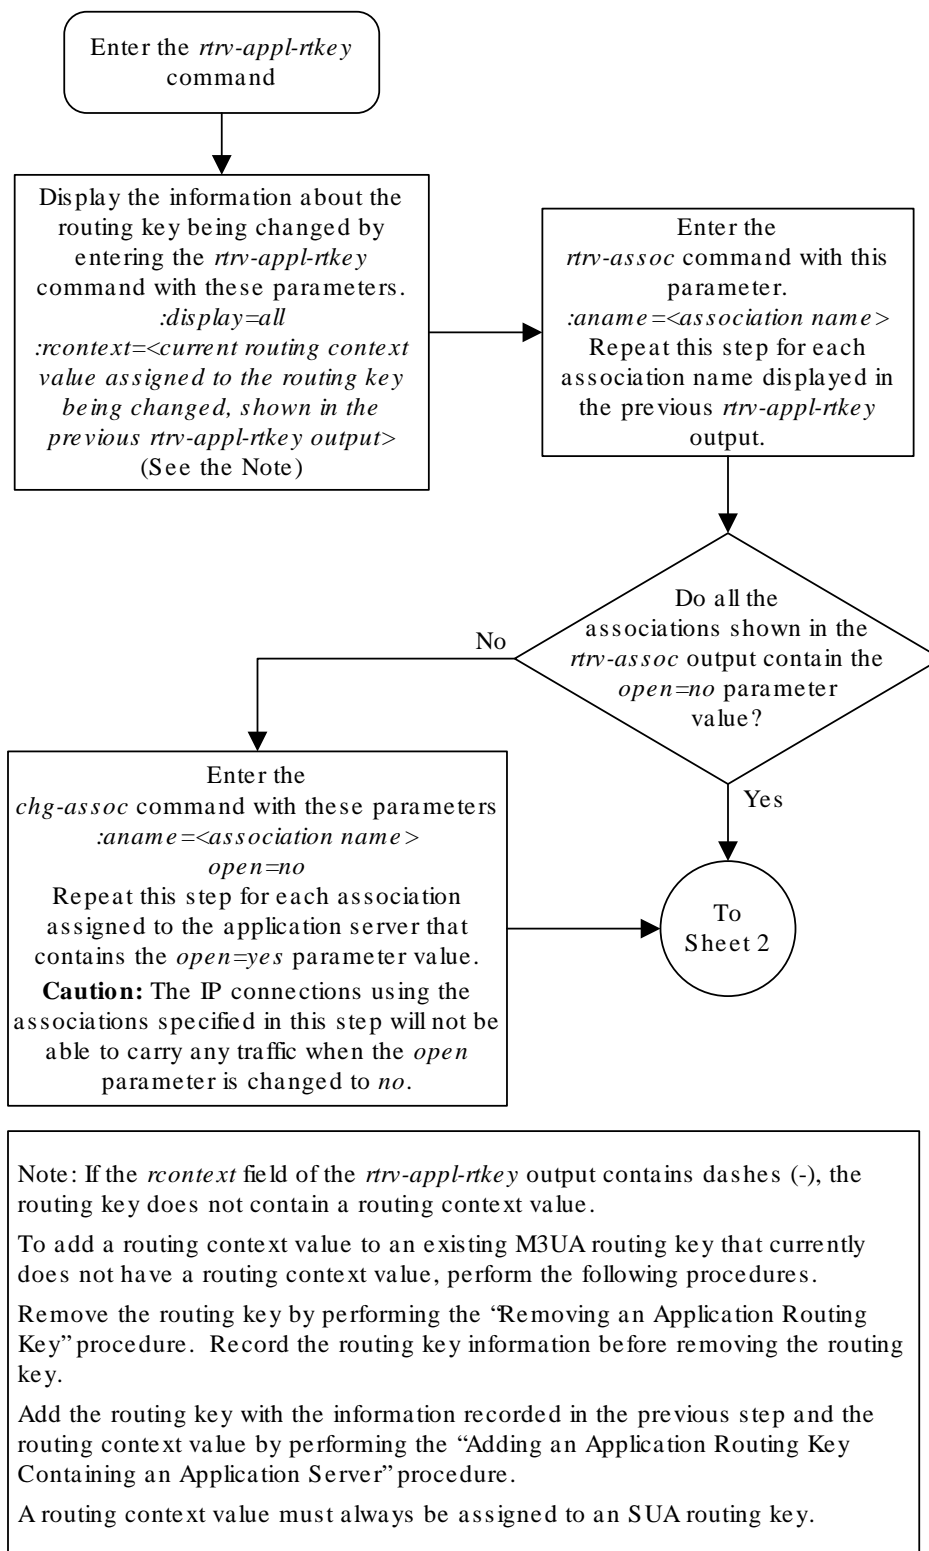 Enter the rtrv-appl-rtkey
command
Display the information about the
routing key being changed by
entering the rtrv-appl-rtkey
command with these parameters.
:display=all
:rcontext=<current routing context
value assigned to the routing key
being changed, shown in the
previous rtrv-appl-rtkey output>
(See the Note)
Enter the
rtrv-assoc command with this
parameter.
:aname=<association name>
Repeat this step for each
association name displayed in
the previous rtrv-appl-rtkey
output.
Do all the
associations shown in the
rtrv-assoc output contain the
open=no parameter
value?
No
Yes
Enter the
chg-assoc command with these parameters
:aname=<association name>
open=no
Repeat this step for each association
assigned to the application server that
contains the open=yes parameter value.
Caution: The IP connections using the
associations specified in this step will not be
able to carry any traffic when the open
parameter is changed to no.
To
Sheet 2
Note: If the rcontext field of the rtrv-appl-rtkey output contains dashes (-), the
routing key does not contain a routing context value.
To add a routing context value to an existing M3UA routing key that currently
does not have a routing context value, perform the following procedures.
Remove the routing key by performing the “Removing an Application Routing
Key” procedure. Record the routing key information before removing the routing
key.
Add the routing key with the information recorded in the previous step and the
routing context value by performing the “Adding an Application Routing Key
Containing an Application Server” procedure.
A routing context value must always be assigned to an SUA routing key.